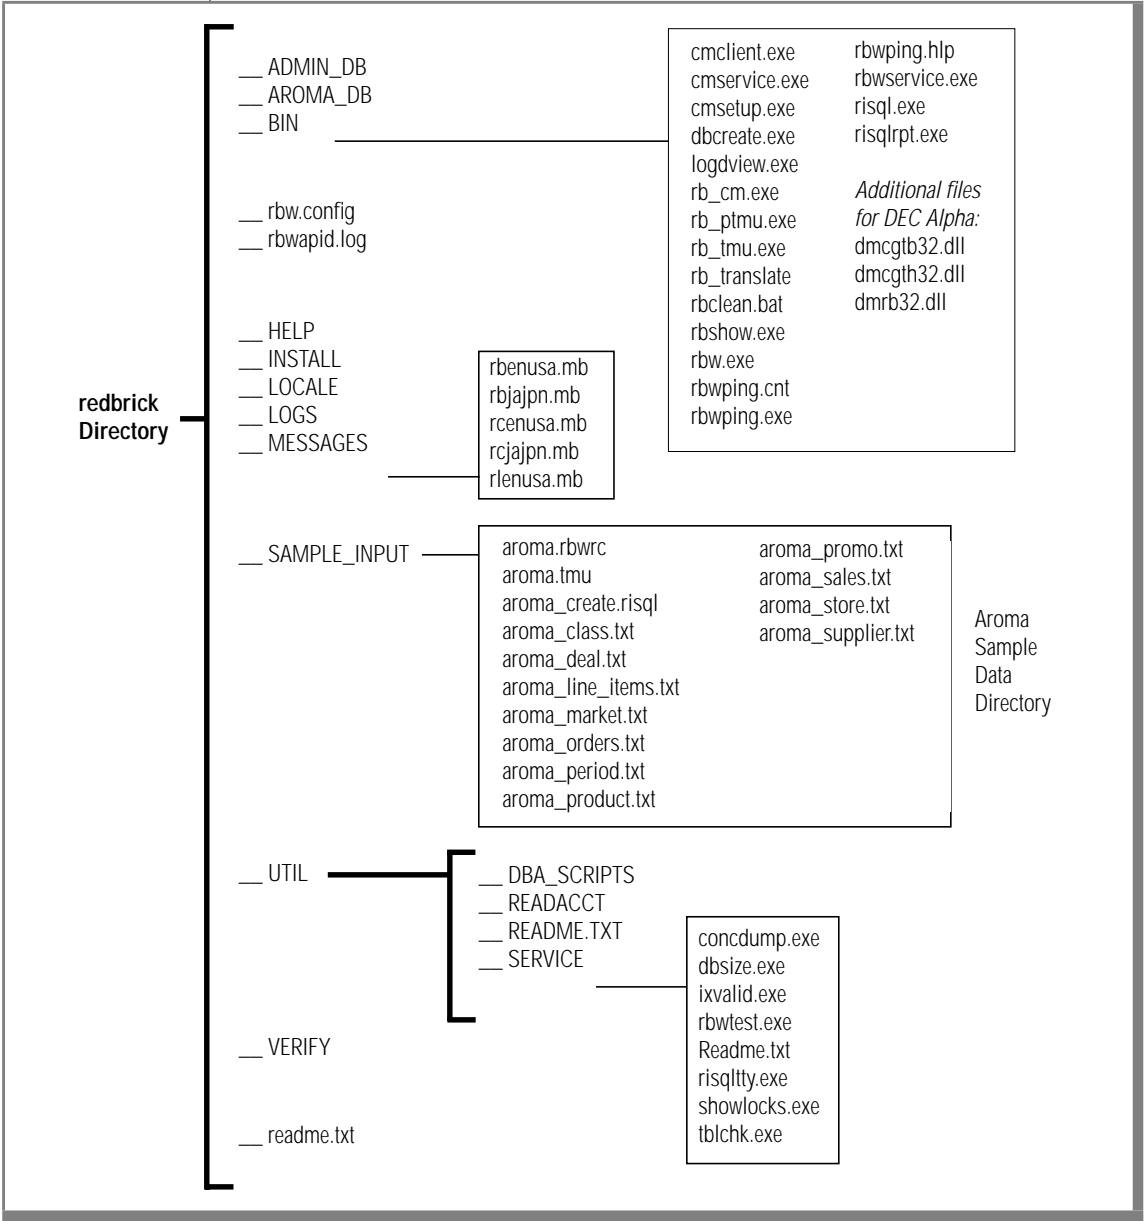 redbrick
Directory
__ ADMIN_DB
__ AROMA_DB
__ BIN
cmclient.exe
cmservice.exe
cmsetup.exe
dbcreate.exe
logdview.exe
rb_cm.exe
rb_ptmu.exe
rb_tmu.exe
rb_translate
rbclean.bat
rbshow.exe
rbw.exe
rbwping.cnt
rbwping.exe
rbwping.hlp
rbwservice.exe
risql.exe
risqlrpt.exe
Additional files
for DEC Alpha:
dmcgtb32.dll
dmcgth32.dll
dmrb32.dll
__ rbw.config
__ rbwapid.log
__ HELP
__ INSTALL
__ LOCALE
__ LOGS
__ MESSAGES
rbenusa.mb
rbjajpn.mb
rcenusa.mb
rcjajpn.mb
rlenusa.mb
__ SAMPLE_INPUT
aroma.rbwrc
aroma.tmu
aroma_create.risql
aroma_class.txt
aroma_deal.txt
aroma_line_items.txt
aroma_market.txt
aroma_orders.txt
aroma_period.txt
aroma_product.txt
aroma_promo.txt
aroma_sales.txt
aroma_store.txt
aroma_supplier.txt
Aroma
Sample
Data
Directory
__ UTIL
__ DBA_SCRIPTS
__ READACCT
__ README.TXT
__ SERVICE
concdump.exe
dbsize.exe
ixvalid.exe
rbwtest.exe
Readme.txt
risqltty.exe
showlocks.exe
tblchk.exe
__ VERIFY
__ readme.txt